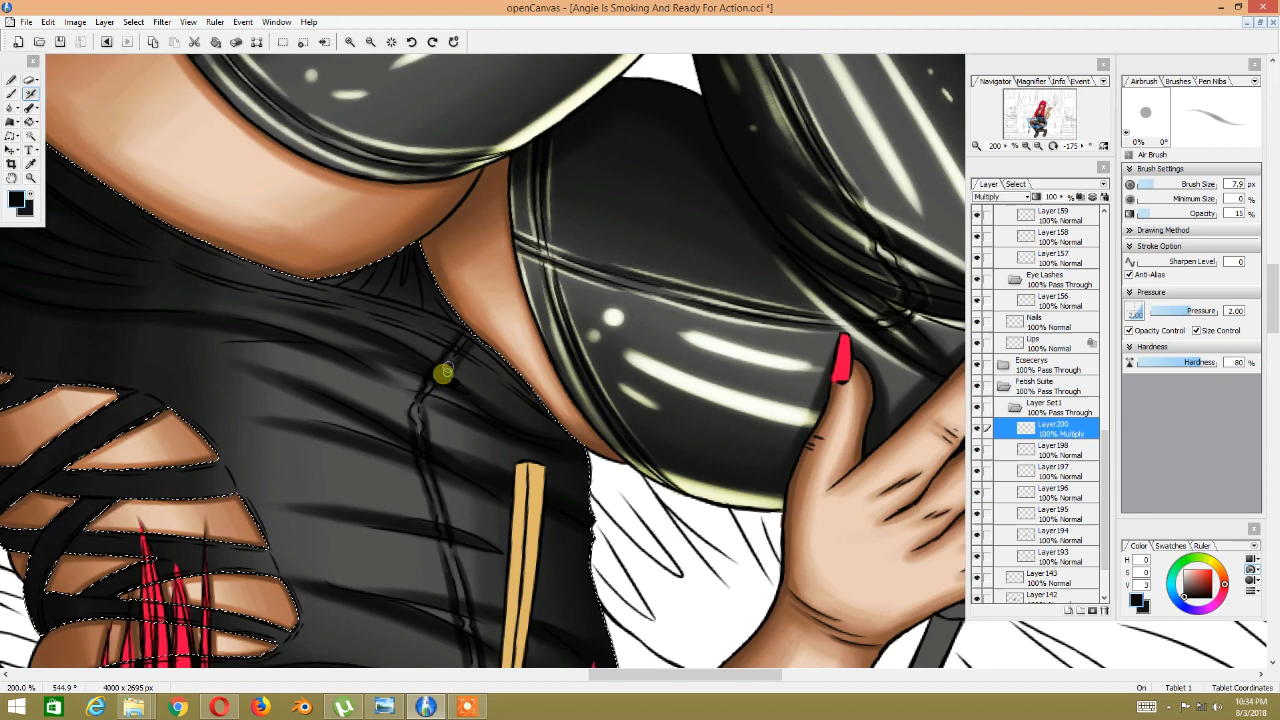 openCanvas - [Angie Is Smoking And Ready For Action.oci *]
File Edit Image Layer Select Filter View Ruler Event Window Help
Navigator Magnifier Info Event
200 % -175 °
Layer Select
Multiply 100 %
Layer159
100% Normal
Layer158
100% Normal
Layer157
100% Normal
Eye Lashes
100% Pass Through
Layer156
100% Normal
Nails
100% Normal
Lips
100% Normal
Ecsecerys
100% Pass Through
Fetish Suite
100% Pass Through
Layer Set1
100% Pass Through
Layer200
100% Multiply
Layer198
100% Normal
Layer197
100% Normal
Layer196
100% Normal
Layer195
100% Normal
Layer194
100% Normal
Layer193
100% Normal
Layer143
100% Normal
Layer142
Airbrush Brushes Pen Nibs
0% 0°
Air Brush
Brush Settings
Brush Size 7.9 px
Minimum Size 0 %
Opacity 15 %
Drawing Method
Stroke Option
Sharpen Level 0
Anti-Alias
Pressure
2.00 Pressure 2.00
Opacity Control Size Control
Hardness
Hardness 80 %
Color Swatches Ruler
H 0
S 0
V 3
200.0 % 544.9 ° 4000 x 2695 px On Tablet 1 Tablet Coordinates
10:34 PM
8/3/2018